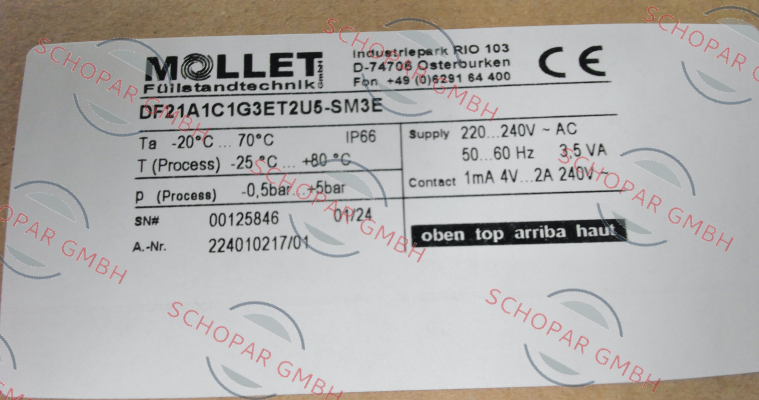 MOLLET
Füllstandtechnik GmbH
Industriepark RIO 103
D-74706 Osterburken
Fon +49 (0)6291 64 400
CE
DF21A1C1G3ET2U5-SM3E
Ta -20°C ... 70°C IP66
T (Process) -25 °C ... +80 °C
p (Process) -0,5bar ... +5bar
SN# 00125846 01/24
A.-Nr. 224010217/01
Supply 220...240V ~ AC
50...60 Hz 3,5 VA
Contact 1mA 4V...2A 240V~
oben top arriba haut
SCHOPAR GMBH
SCHOPAR GMBH
SCHOPAR GMBH
SCHOPAR GMBH
SCHOPAR GMBH
SCHOPAR GMBH
SCHOPAR GMBH